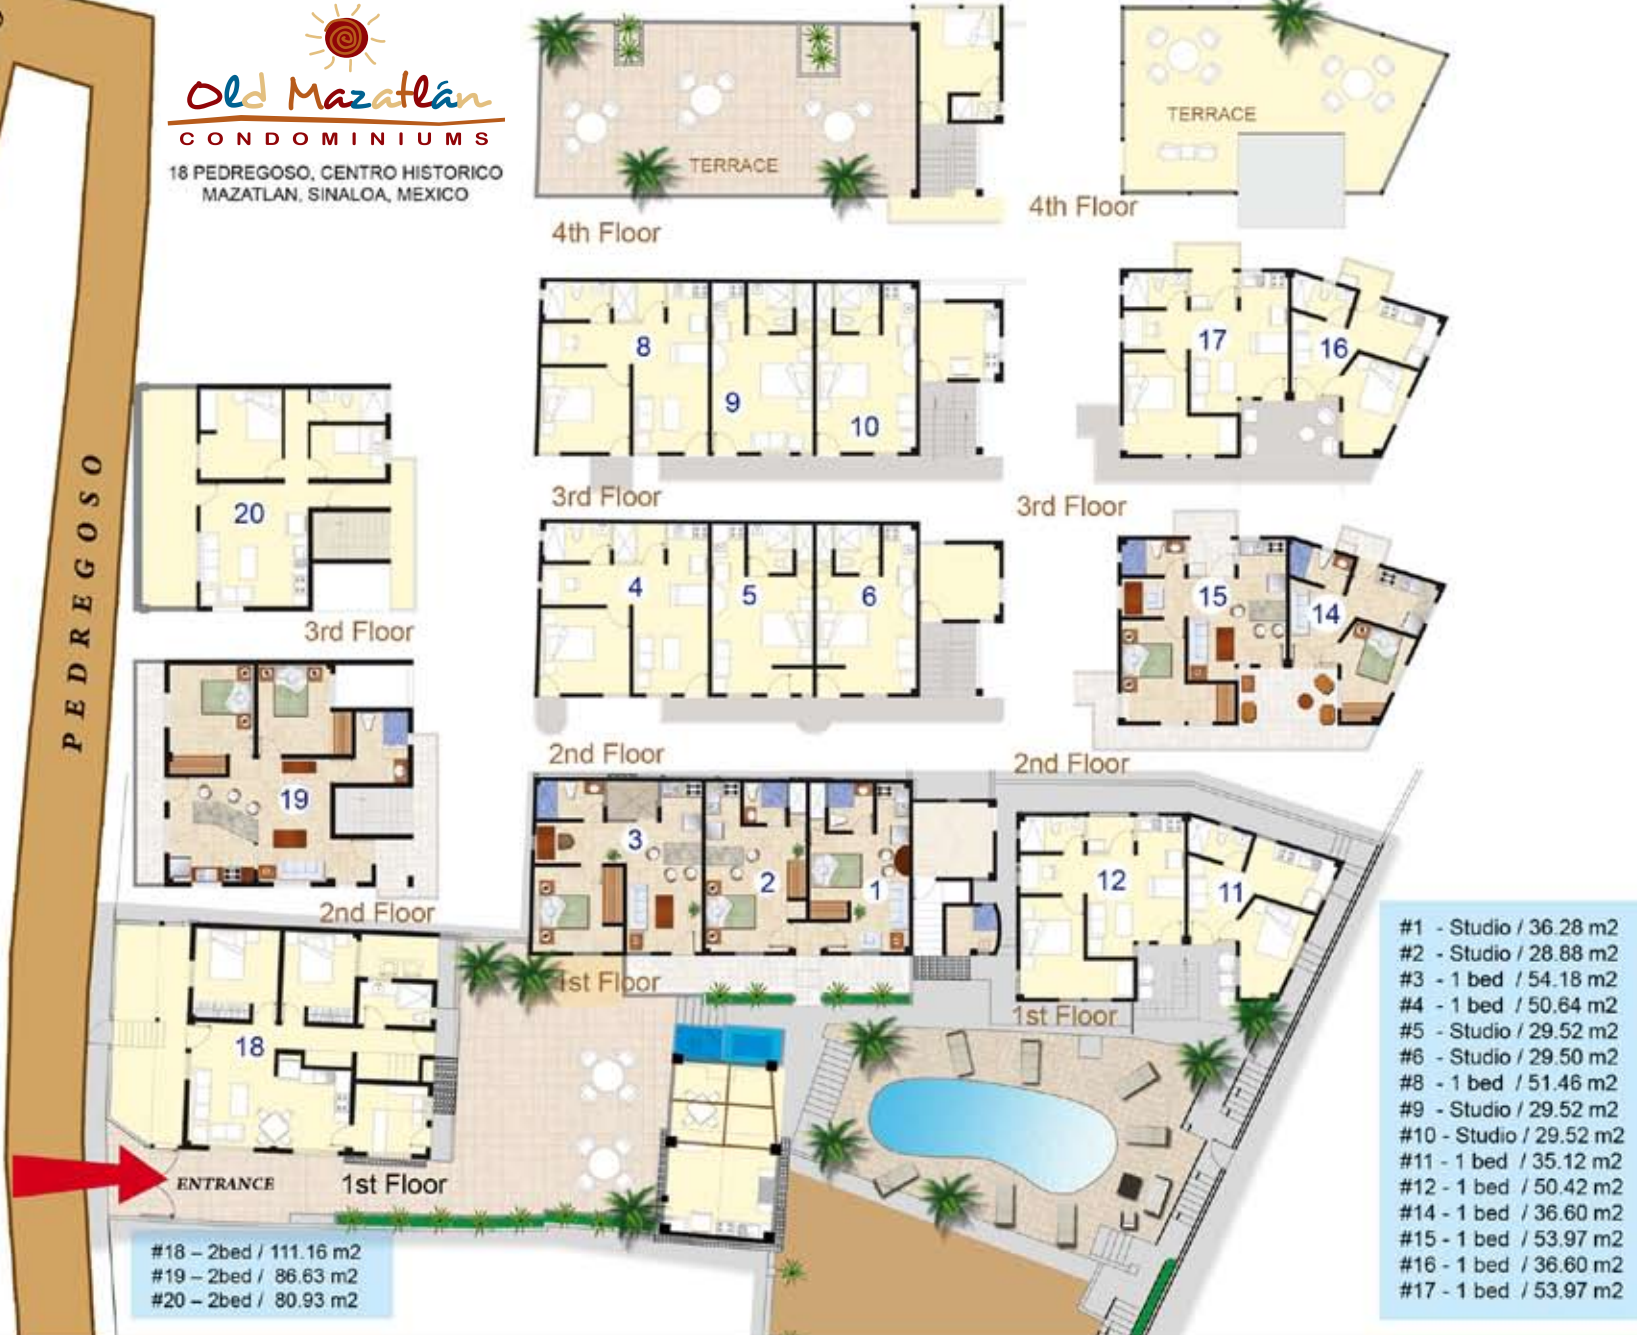 Old Mazatlán
CONDOMINIUMS
18 PEDREGOSO, CENTRO HISTORICO
MAZATLAN, SINALOA, MEXICO
TERRACE
4th Floor
TERRACE
4th Floor
8
9
10
3rd Floor
17
16
3rd Floor
PEDREGOSO
20
3rd Floor
4
5
6
2nd Floor
15
14
2nd Floor
19
2nd Floor
3
2
1
1st Floor
12
11
1st Floor
18
1st Floor
ENTRANCE
#18 – 2bed / 111.16 m2
#19 – 2bed / 86.63 m2
#20 – 2bed / 80.93 m2
#1 - Studio / 36.28 m2
#2 - Studio / 28.88 m2
#3 - 1 bed / 54.18 m2
#4 - 1 bed / 50.64 m2
#5 - Studio / 29.52 m2
#6 - Studio / 29.50 m2
#8 - 1 bed / 51.46 m2
#9 - Studio / 29.52 m2
#10 - Studio / 29.52 m2
#11 - 1 bed / 35.12 m2
#12 - 1 bed / 50.42 m2
#14 - 1 bed / 36.60 m2
#15 - 1 bed / 53.97 m2
#16 - 1 bed / 36.60 m2
#17 - 1 bed / 53.97 m2